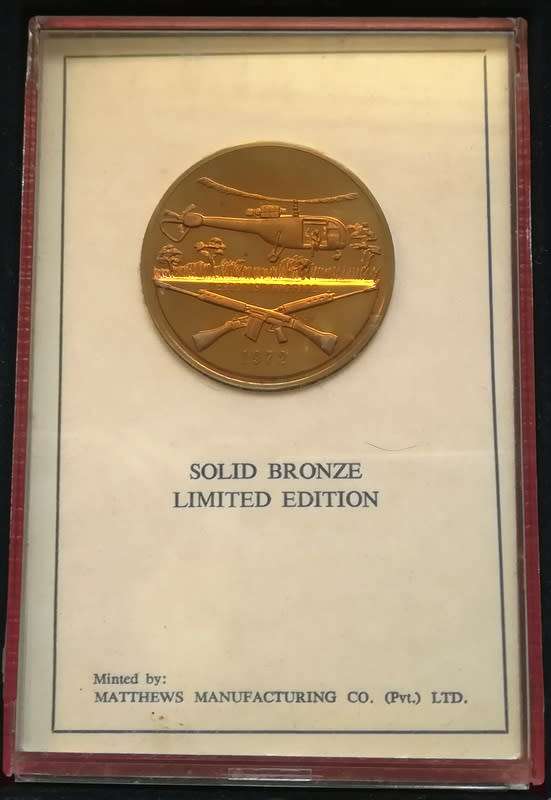 SOLID BRONZE
LIMITED EDITION
Minted by:
MATTHEWS MANUFACTURING CO. (Pvt.) LTD.